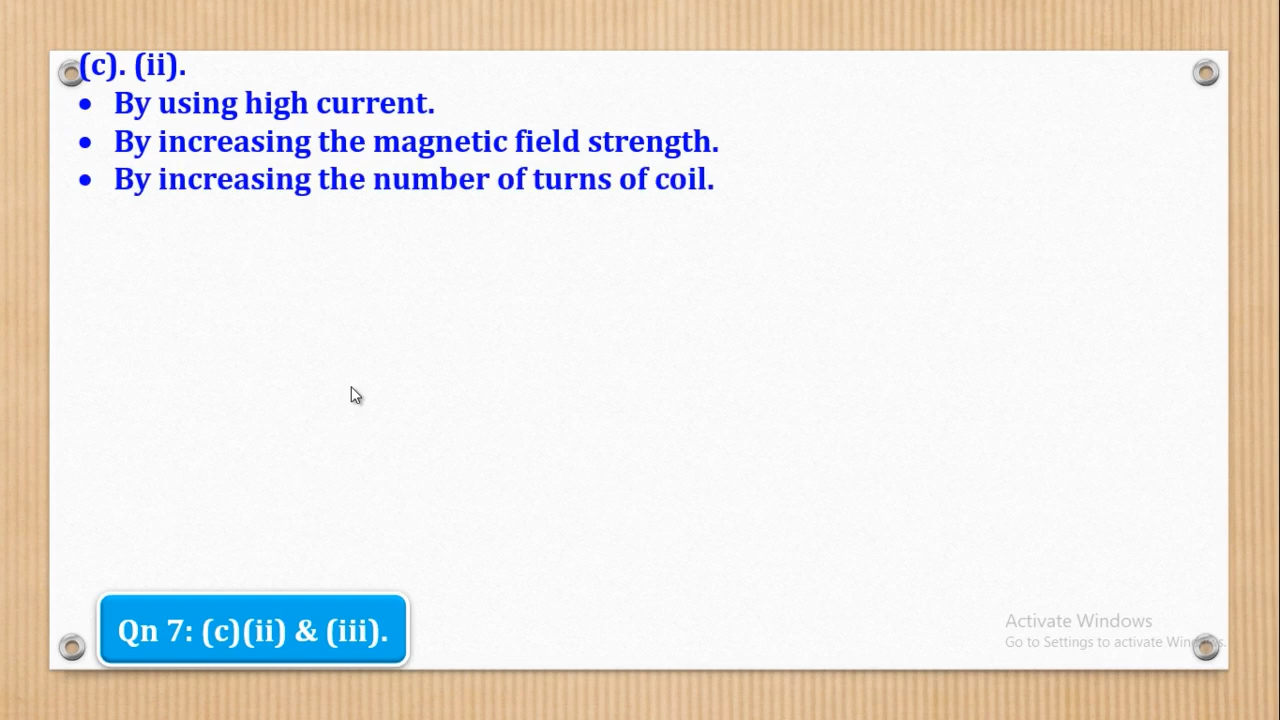 (c). (ii).
• By using high current.
• By increasing the magnetic field strength.
• By increasing the number of turns of coil.
Qn 7: (c)(ii) & (iii).
Activate Windows
Go to Settings to activate Windows.